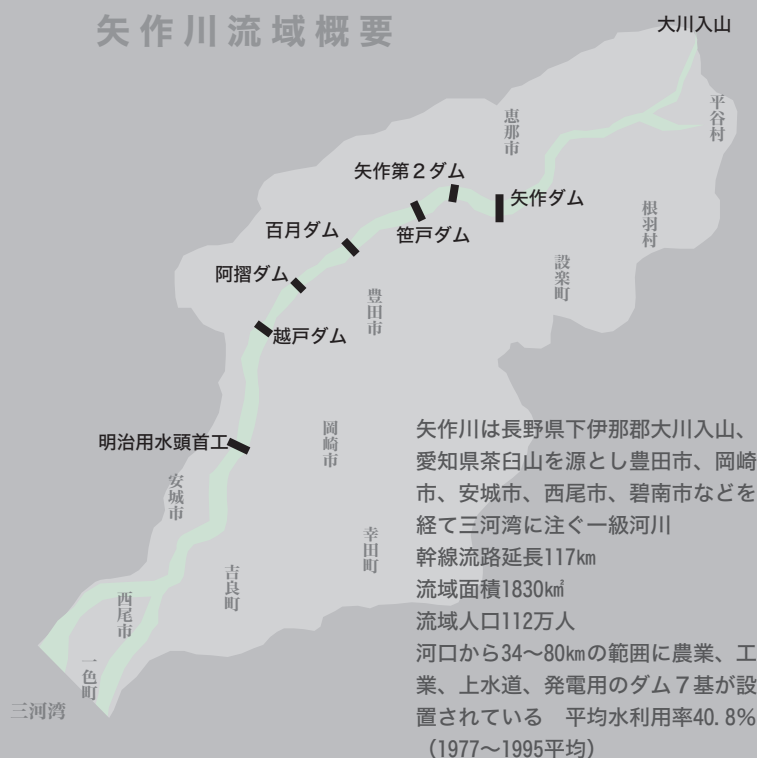 矢作川流域概要
大川入山
平谷村
恵那市
矢作第２ダム
矢作ダム
根羽村
笹戸ダム
百月ダム
設楽町
阿摺ダム
豊田市
越戸ダム
明治用水頭首工
岡崎市
安城市
幸田町
吉良町
西尾市
一色町
三河湾
矢作川は長野県下伊那郡大川入山、
愛知県茶臼山を源とし豊田市、岡崎
市、安城市、西尾市、碧南市などを
経て三河湾に注ぐ一級河川
幹線流路延長117㎞
流域面積1830㎢
流域人口112万人
河口から34～80㎞の範囲に農業、工
業、上水道、発電用のダム７基が設
置されている　平均水利用率40.8%
（1977～1995平均）